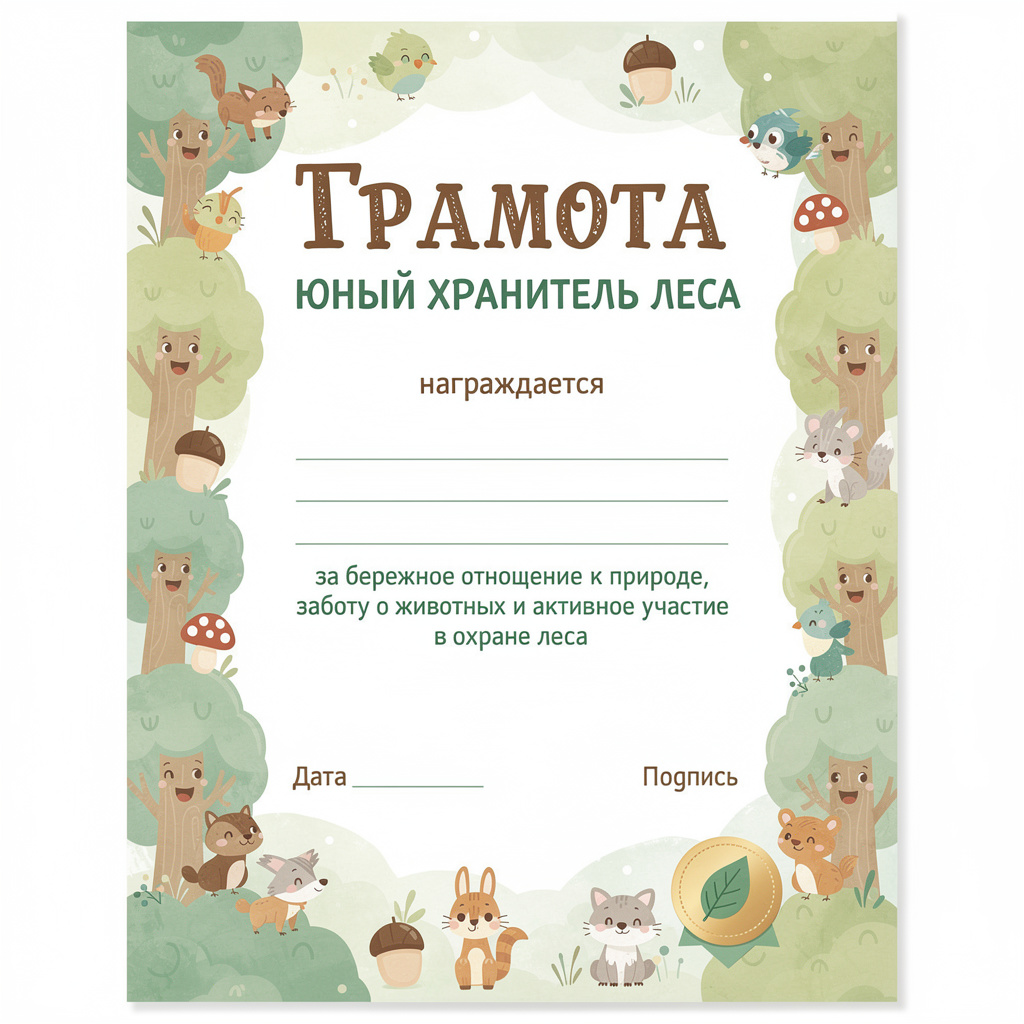 Трамота
ЮНЫЙ ХРАНИТЕЛЬ ЛЕСА
награждается
за бережное отнощение к природе,
заботу о животных и активное участие
в охране леса
Дата
Подпись